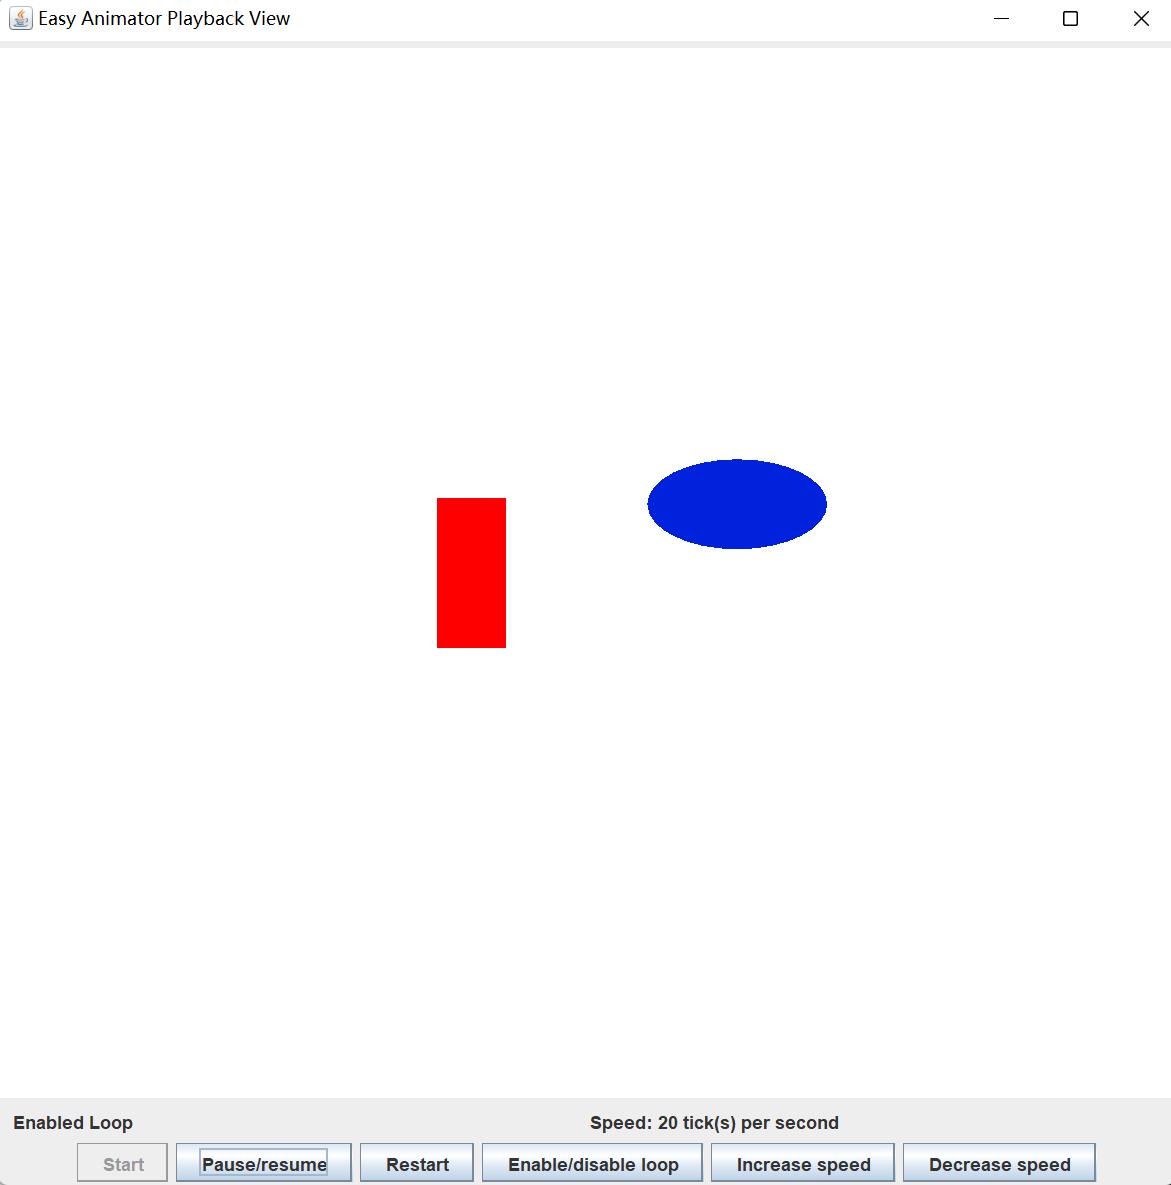 Easy Animator Playback View
Enabled Loop
Speed: 20 tick(s) per second
Start
Pause/resume
Restart
Enable/disable loop
Increase speed
Decrease speed